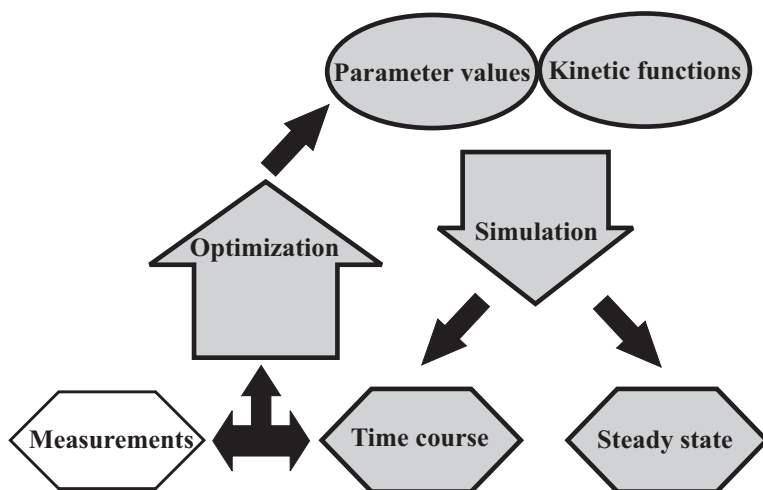 Parameter values
Kinetic functions
Simulation
Optimization
Measurements
Time course
Steady state